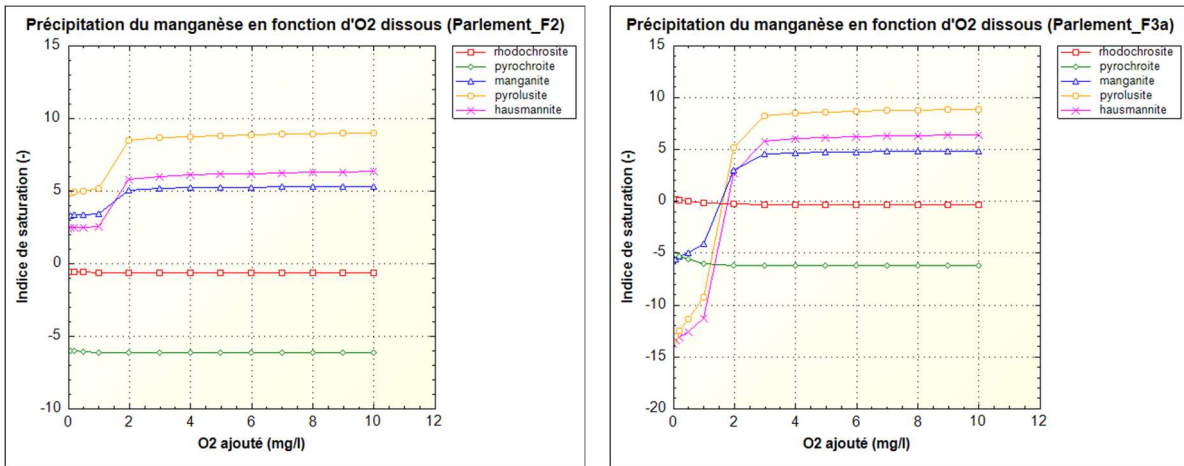 Précipitation du manganèse en fonction d'O2 dissous (Parlement_F2)
15
10
5
0
-5
-10
Indice de saturation (-)
0 2 4 6 8 10 12
O2 ajouté (mg/l)
rhodochrosite
pyrochroite
manganite
pyrolusite
hausmannite
Précipitation du manganèse en fonction d'O2 dissous (Parlement_F3a)
15
10
5
0
-5
-10
-15
-20
Indice de saturation (-)
0 2 4 6 8 10 12
O2 ajouté (mg/l)
rhodochrosite
pyrochroite
manganite
pyrolusite
hausmannite